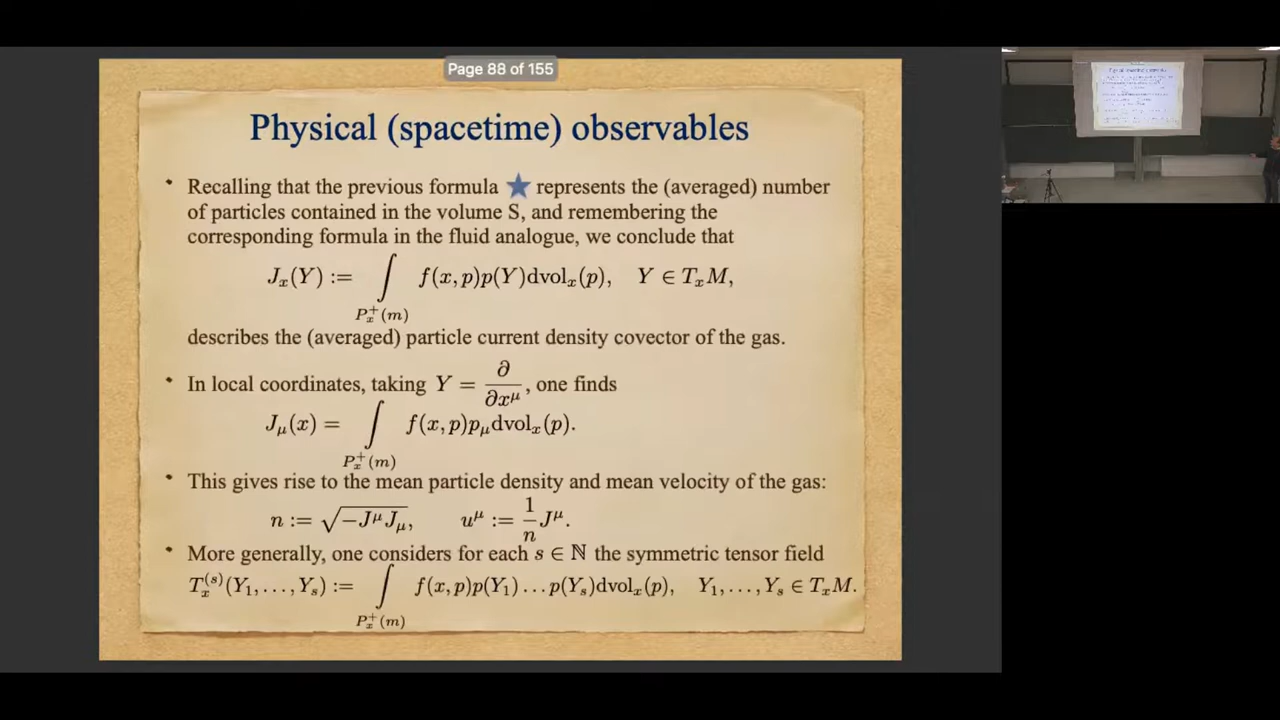 Page 88 of 155
Physical (spacetime) observables
• Recalling that the previous formula ★ represents the (averaged) number
of particles contained in the volume S, and remembering the
corresponding formula in the fluid analogue, we conclude that
J_x(Y) := ∫_{P_x^+(m)} f(x, p)p(Y)dvol_x(p), Y ∈ T_xM,
describes the (averaged) particle current density covector of the gas.
• In local coordinates, taking Y = ∂/∂x^μ, one finds
J_μ(x) = ∫_{P_x^+(m)} f(x, p)p_μdvol_x(p).
• This gives rise to the mean particle density and mean velocity of the gas:
n := √(−J^μJ_μ), u^μ := 1/n J^μ.
• More generally, one considers for each s ∈ ℕ the symmetric tensor field
T_x^{(s)}(Y_1, . . . , Y_s) := ∫_{P_x^+(m)} f(x, p)p(Y_1) . . . p(Y_s)dvol_x(p), Y_1, . . . , Y_s ∈ T_xM.